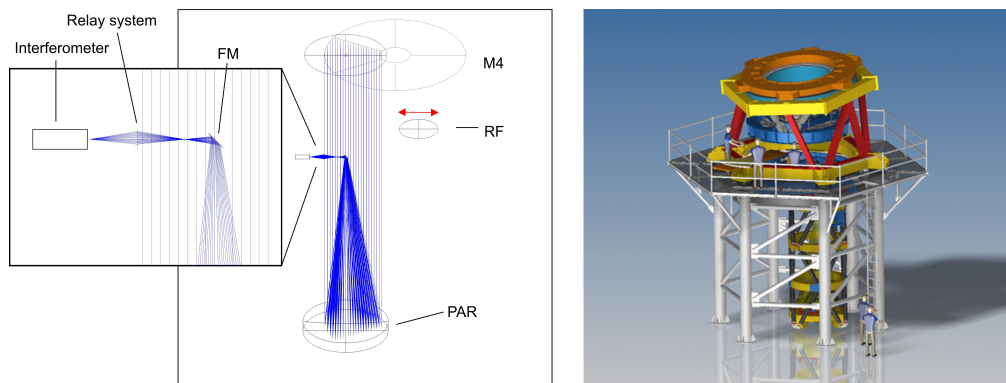 Relay system
Interferometer
FM
M4
RF
PAR